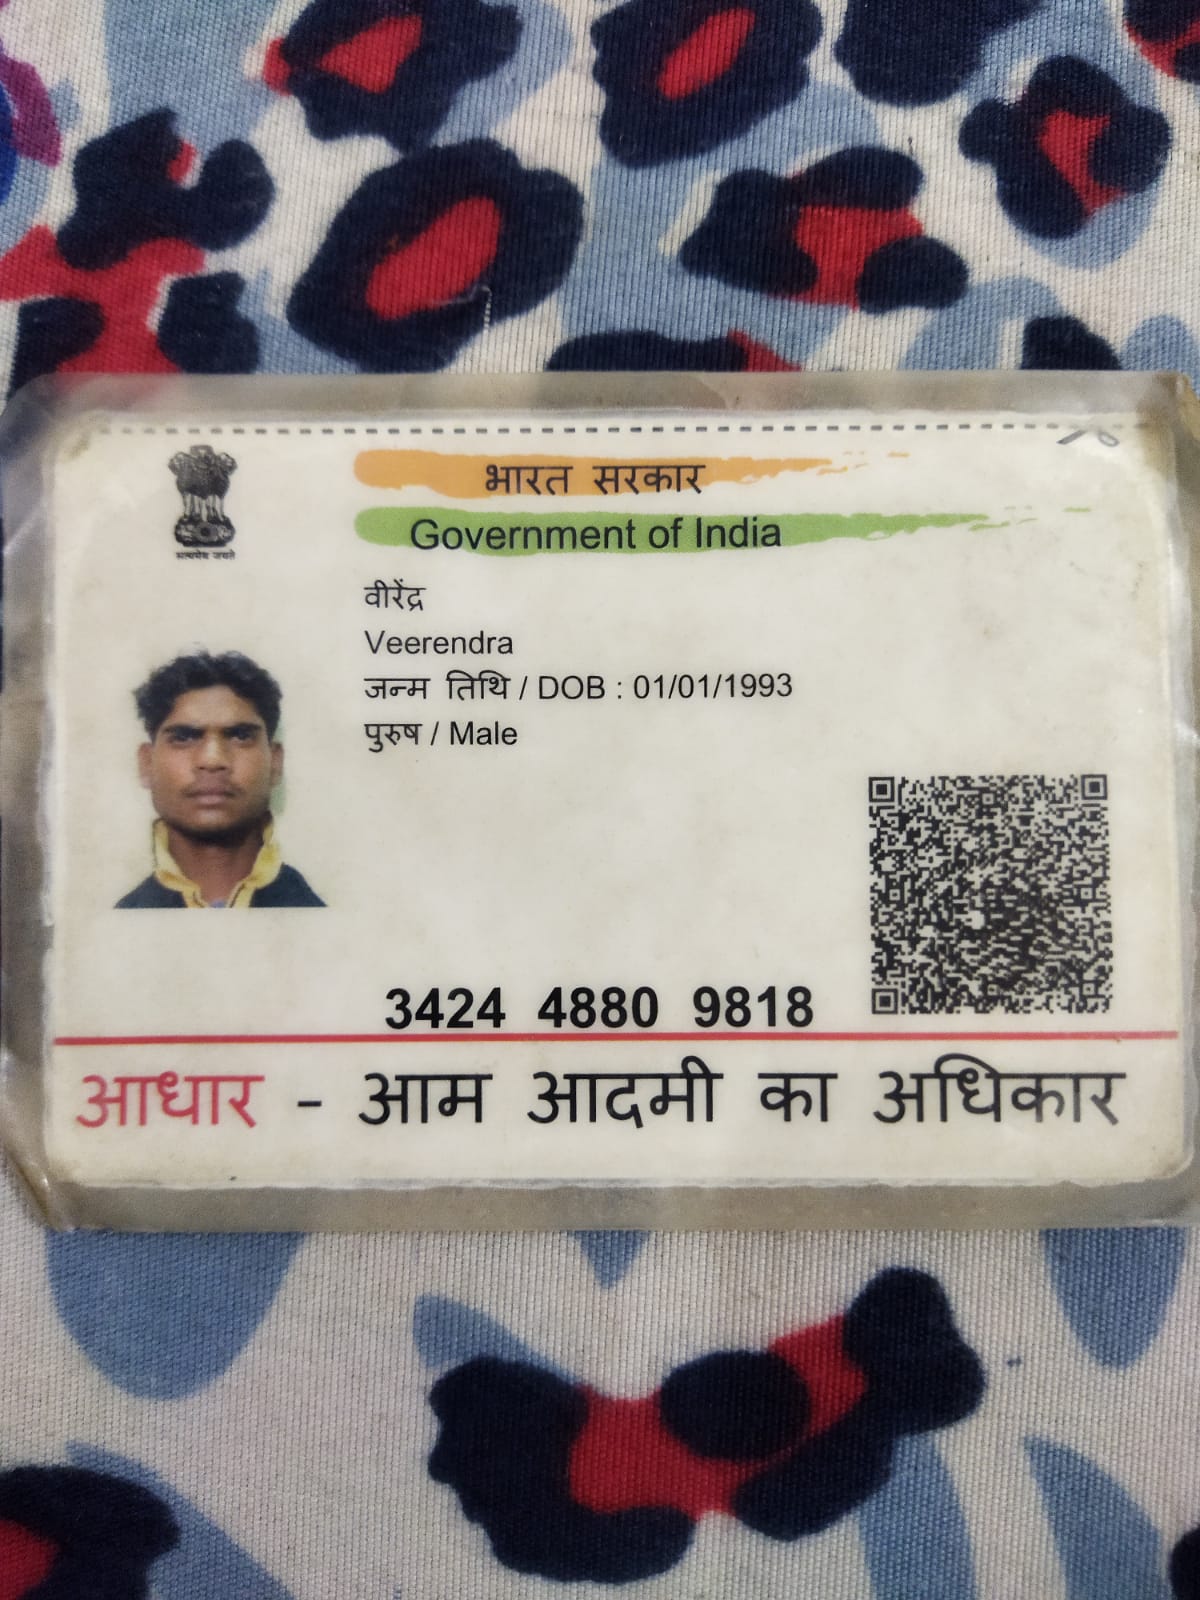 भारत सरकार
Government of India
सत्यमेव जयते
वीरेंद्र
Veerendra
जन्म तिथि / DOB : 01/01/1993
पुरुष / Male
3424 4880 9818
आधार - आम आदमी का अधिकार